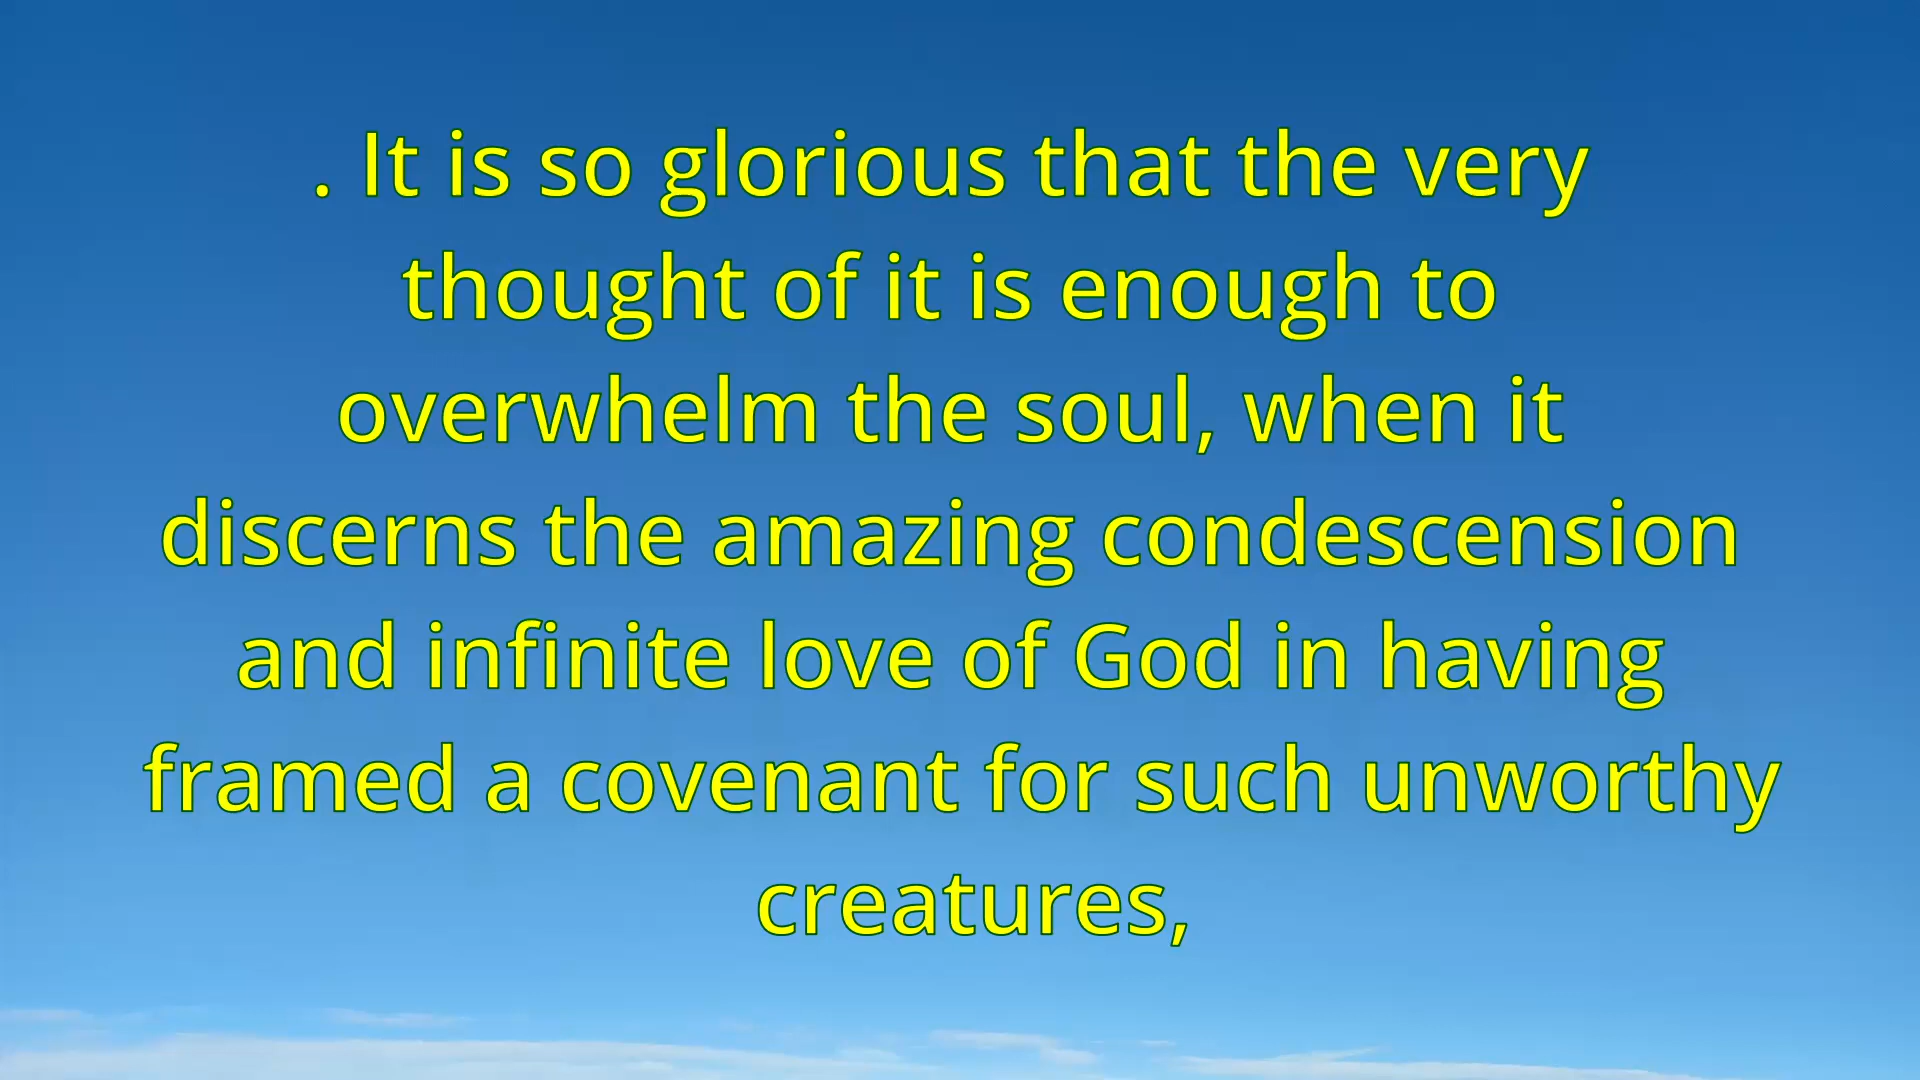 . It is so glorious that the very
thought of it is enough to
overwhelm the soul, when it
discerns the amazing condescension
and infinite love of God in having
framed a covenant for such unworthy
creatures,